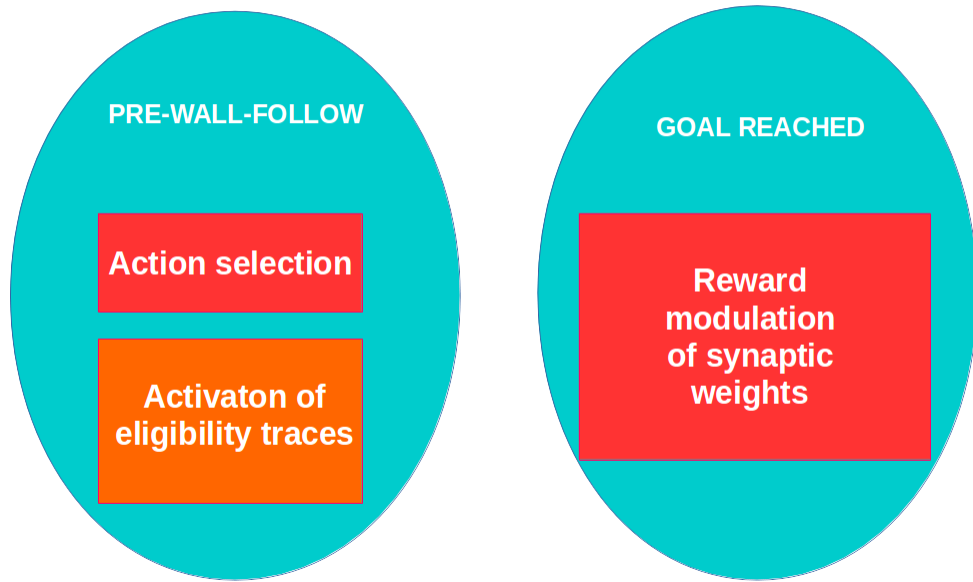 PRE-WALL-FOLLOW
Action selection
Activaton of
eligibility traces
GOAL REACHED
Reward
modulation
of synaptic
weights